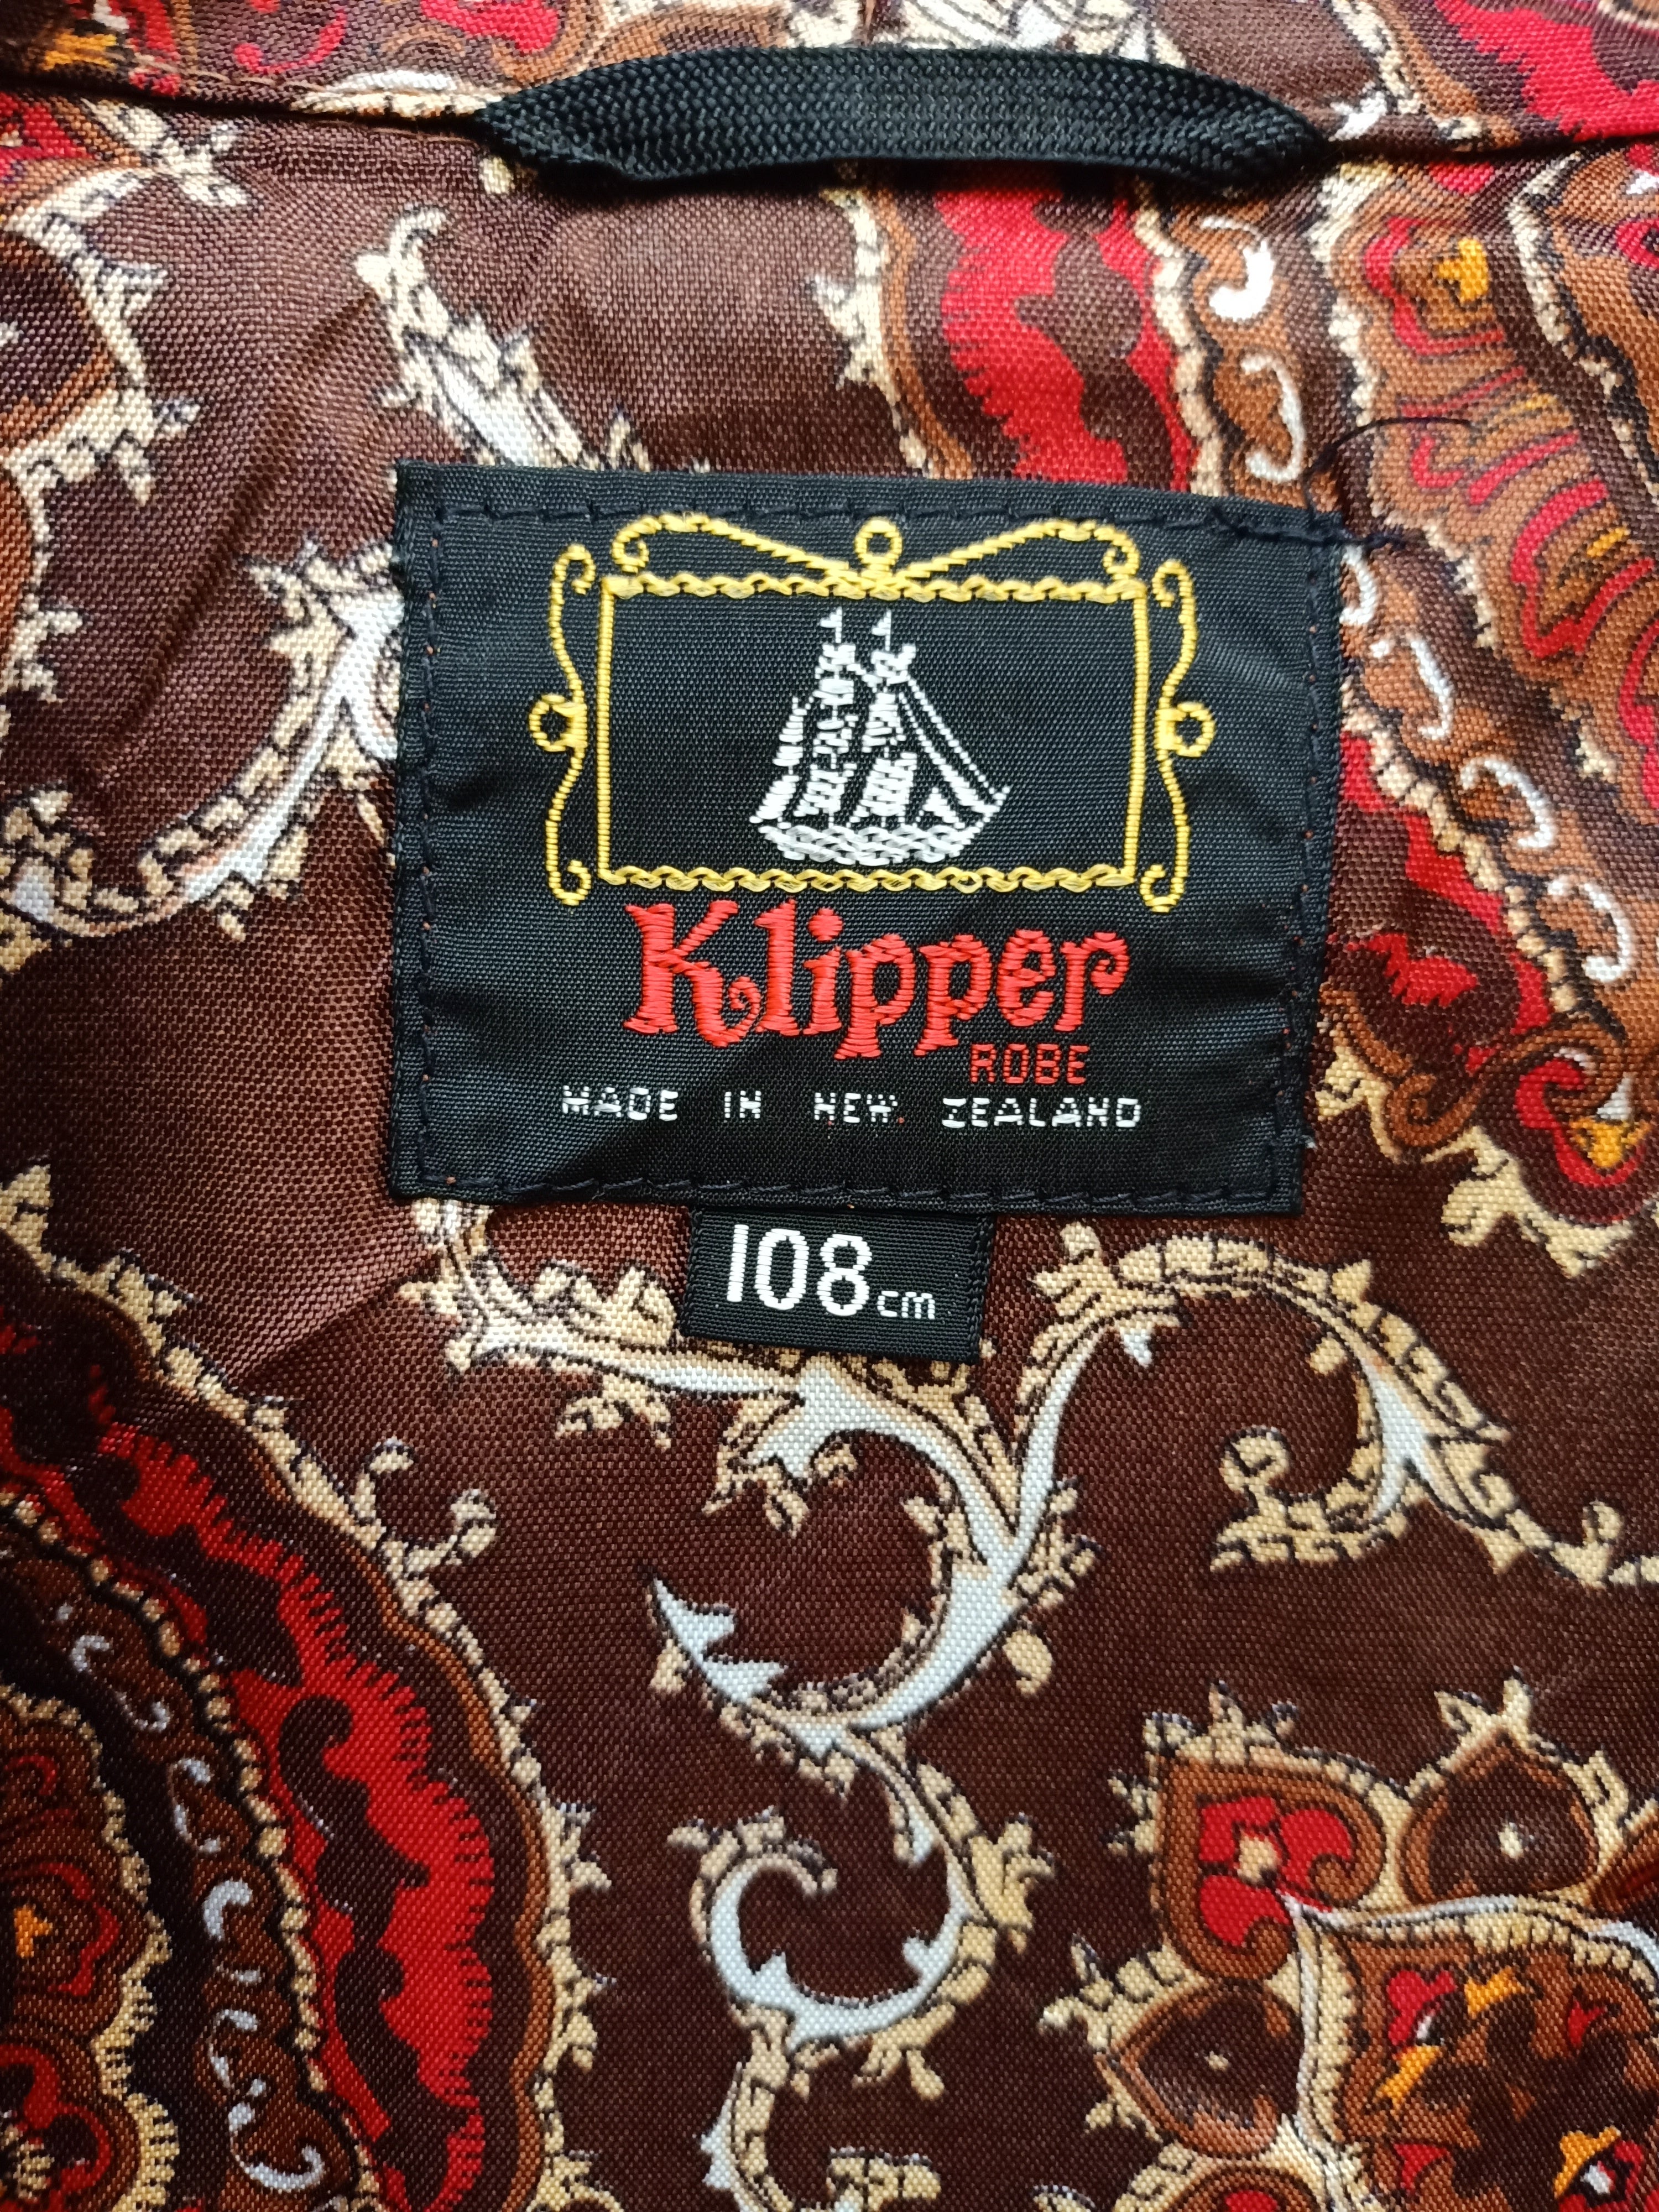 Klipper
ROBE
MADE IN NEW ZEALAND
108cm